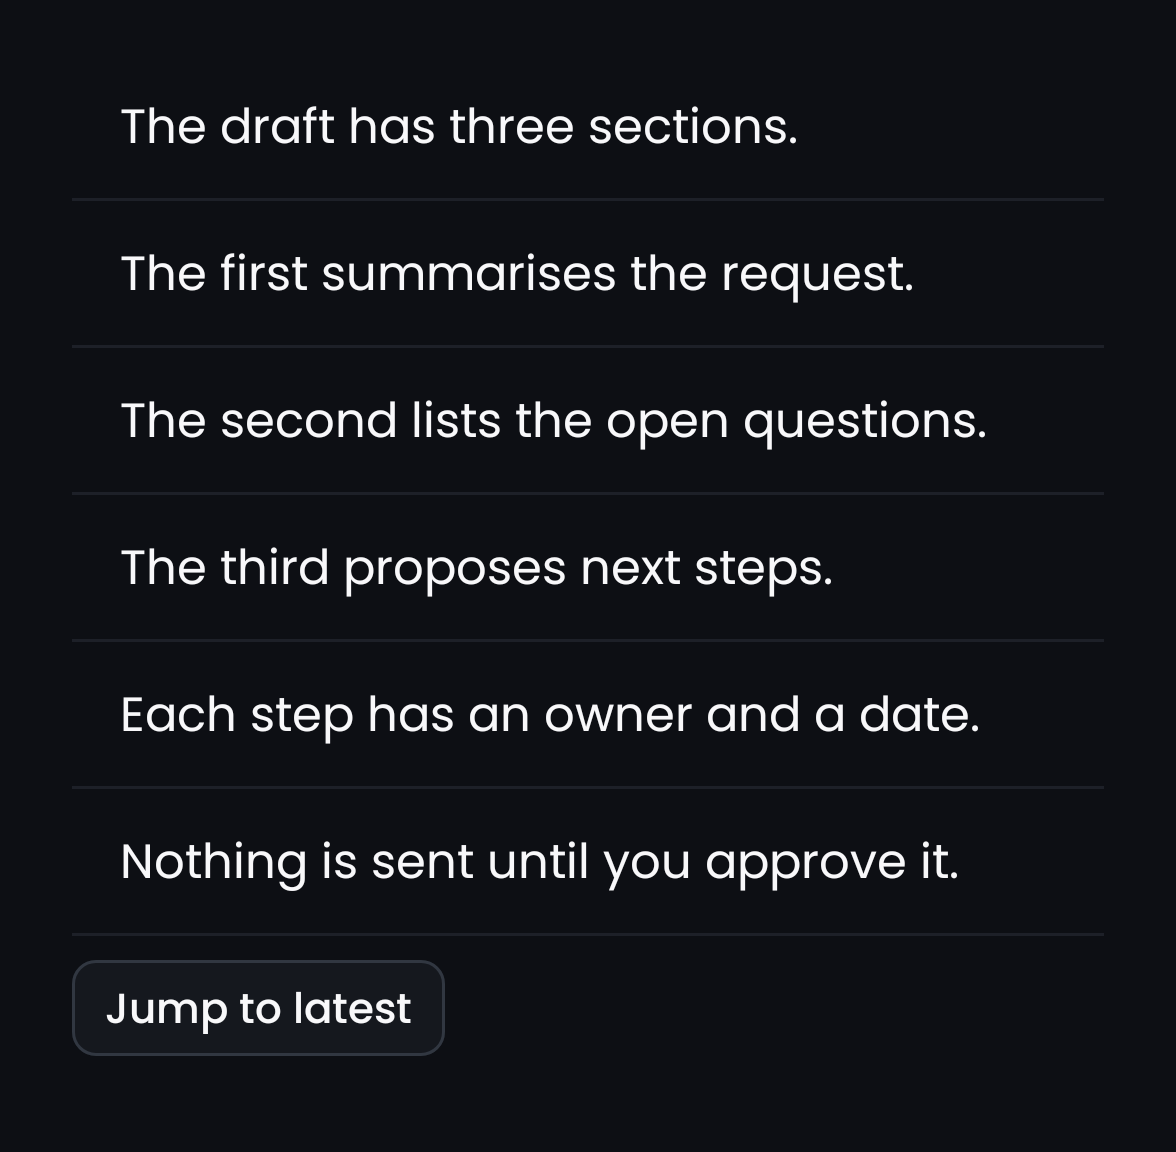 The draft has three sections.
The first summarises the request.
The second lists the open questions.
The third proposes next steps.
Each step has an owner and a date.
Nothing is sent until you approve it.
Jump to latest